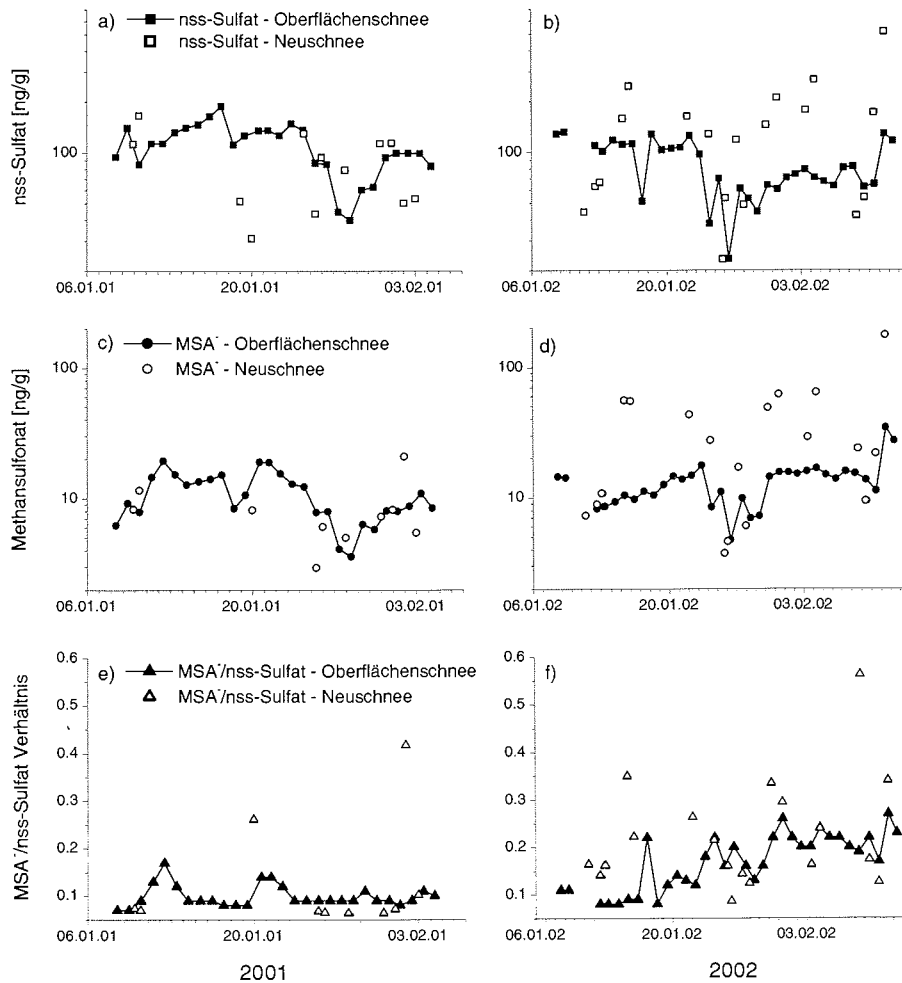 a) nss-Sulfat - Oberflächenschnee
nss-Sulfat - Neuschnee
b)
nss-Sulfat [ng/g]
100
100
06.01.01 20.01.01 03.02.01
06.01.02 20.01.02 03.02.02
c) MSA⁻ - Oberflächenschnee
MSA⁻ - Neuschnee
d)
Methansulfonat [ng/g]
100
10
100
10
06.01.01 20.01.01 03.02.01
06.01.02 20.01.02 03.02.02
e) MSA⁻/nss-Sulfat - Oberflächenschnee
MSA⁻/nss-Sulfat - Neuschnee
f)
MSA⁻/nss-Sulfat Verhältnis
0.6
0.5
0.4
0.3
0.2
0.1
0.6
0.5
0.4
0.3
0.2
0.1
06.01.01 20.01.01 03.02.01
06.01.02 20.01.02 03.02.02
2001
2002